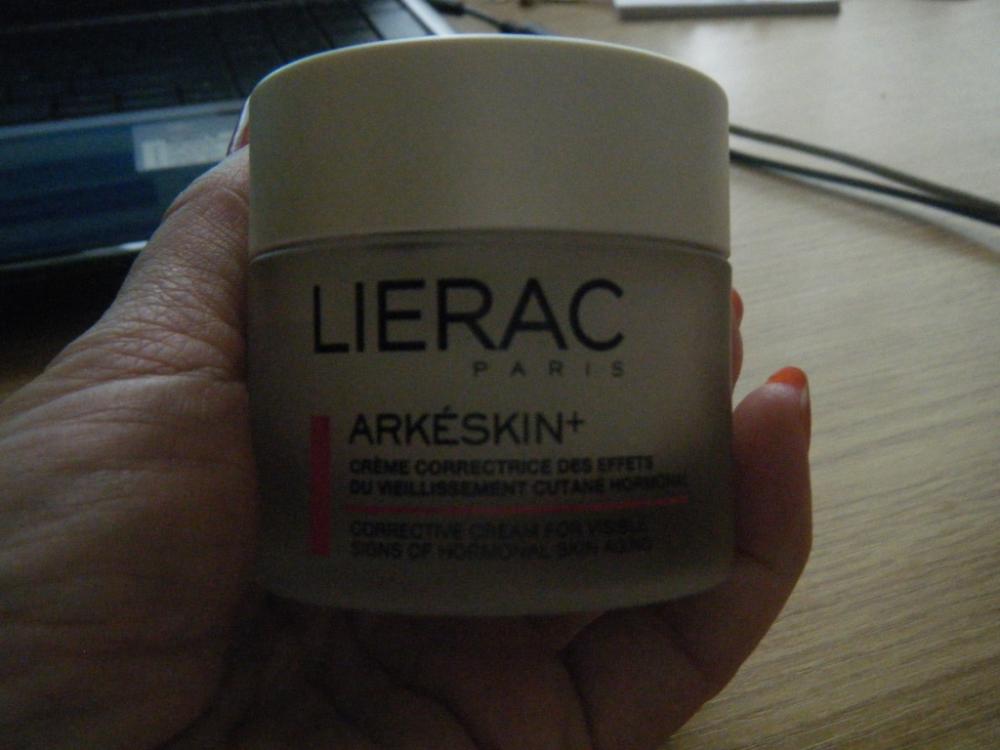 LIERAC
PARIS
ARKÉSKIN+
CRÈME CORRECTRICE DES EFFETS
DU VIEILLISSEMENT CUTANÉ HORMONAL
CORRECTIVE CREAM FOR VISIBLE
SIGNS OF HORMONAL SKIN AGING